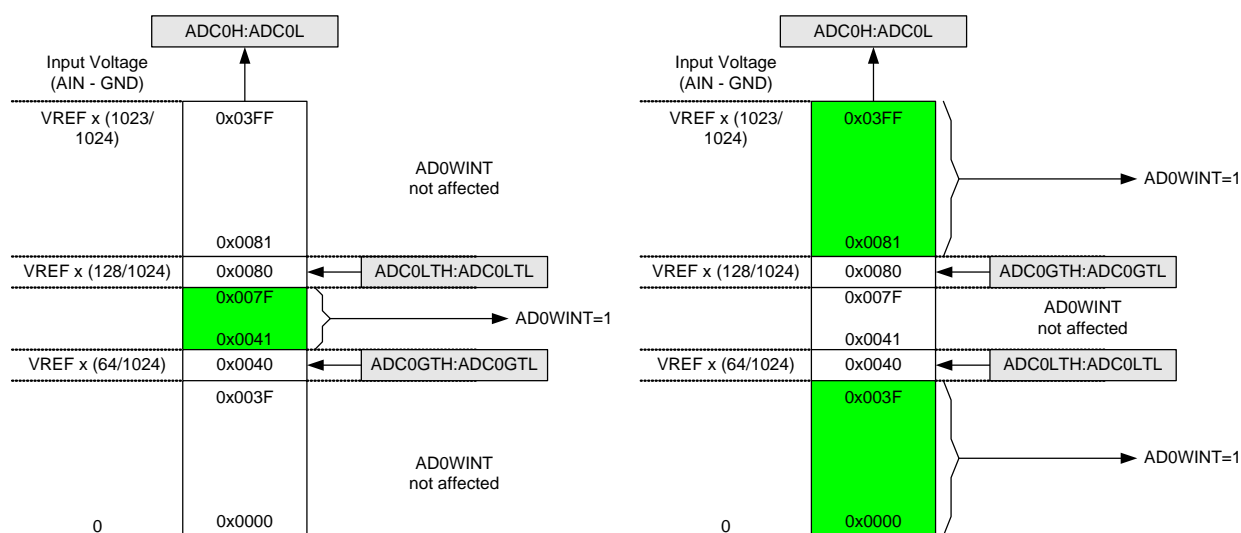 ADC0H:ADC0L
Input Voltage
(AIN - GND)
VREF x (1023/
1024)
0x03FF
AD0WINT
not affected
0x0081
VREF x (128/1024)
0x0080
ADC0LTH:ADC0LTL
0x007F
AD0WINT=1
0x0041
VREF x (64/1024)
0x0040
ADC0GTH:ADC0GTL
0x003F
AD0WINT
not affected
0
0x0000
ADC0H:ADC0L
Input Voltage
(AIN - GND)
VREF x (1023/
1024)
0x03FF
AD0WINT=1
0x0081
VREF x (128/1024)
0x0080
ADC0GTH:ADC0GTL
0x007F
AD0WINT
not affected
0x0041
VREF x (64/1024)
0x0040
ADC0LTH:ADC0LTL
0x003F
AD0WINT=1
0
0x0000